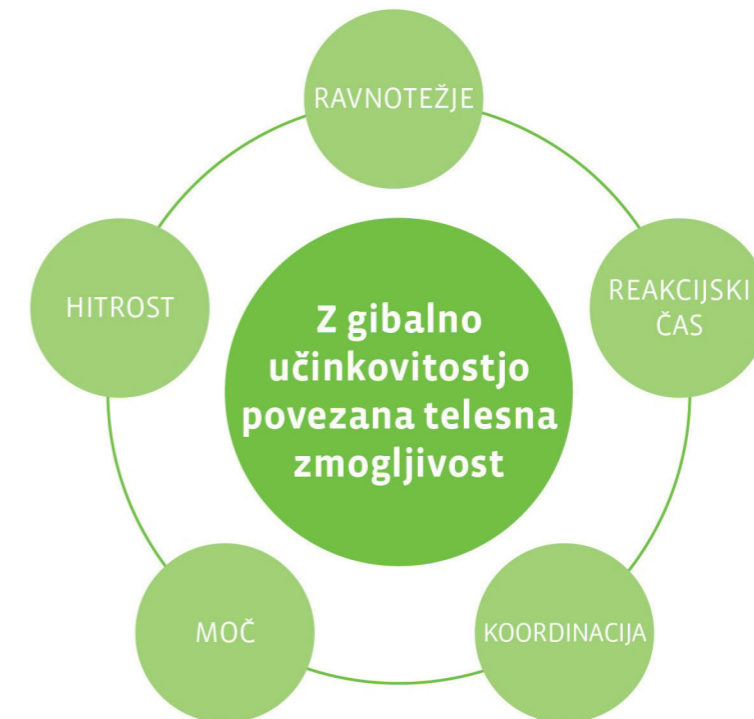 RAVNOTEŽJE
HITROST
REAKCIJSKI
ČAS
Z gibalno
učinkovitostjo
povezana telesna
zmogljivost
MOČ
KOORDINACIJA